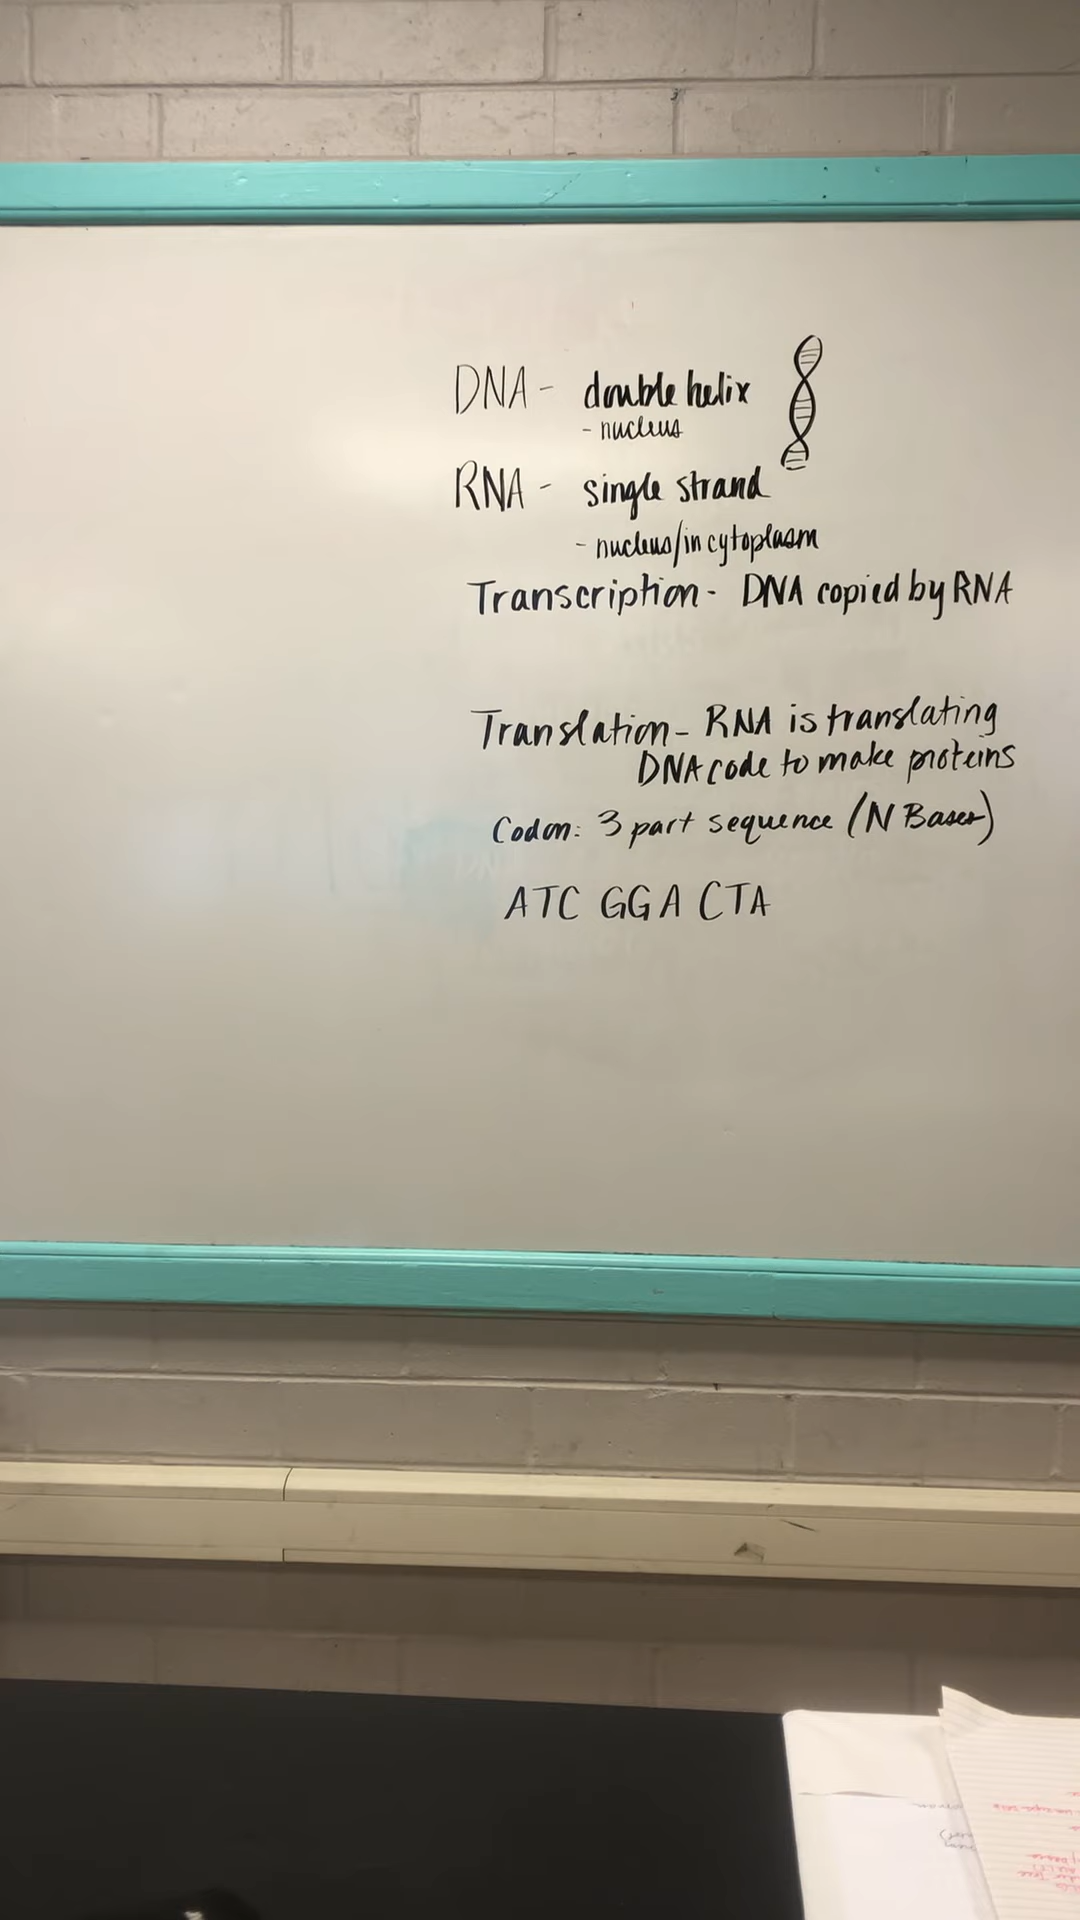 DNA - double helix
- nucleus
RNA - single strand
- nucleus/in cytoplasm
Transcription - DNA copied by RNA
Translation - RNA is translating
DNA code to make proteins
Codon: 3 part sequence (N Bases)
ATC GGA CTA